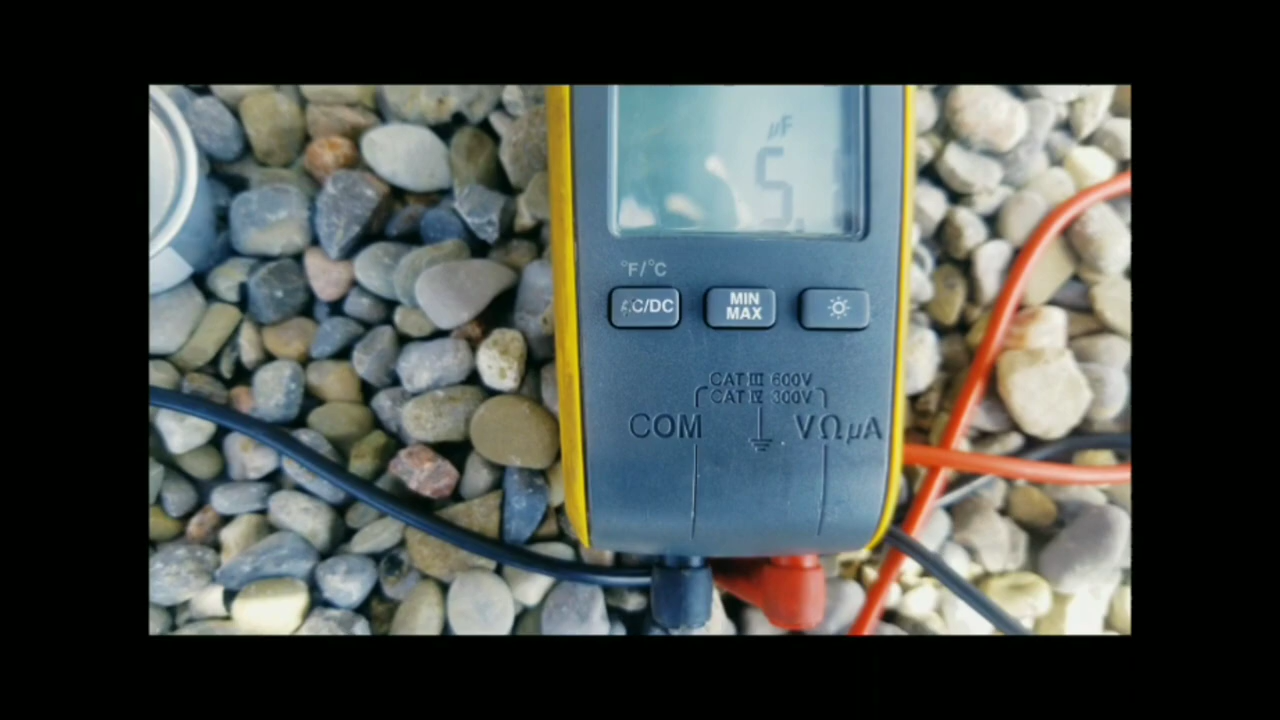 µF
5.
°F/°C
AC/DC
MIN
MAX
CAT III 600V
CAT IV 300V
COM
VΩµA